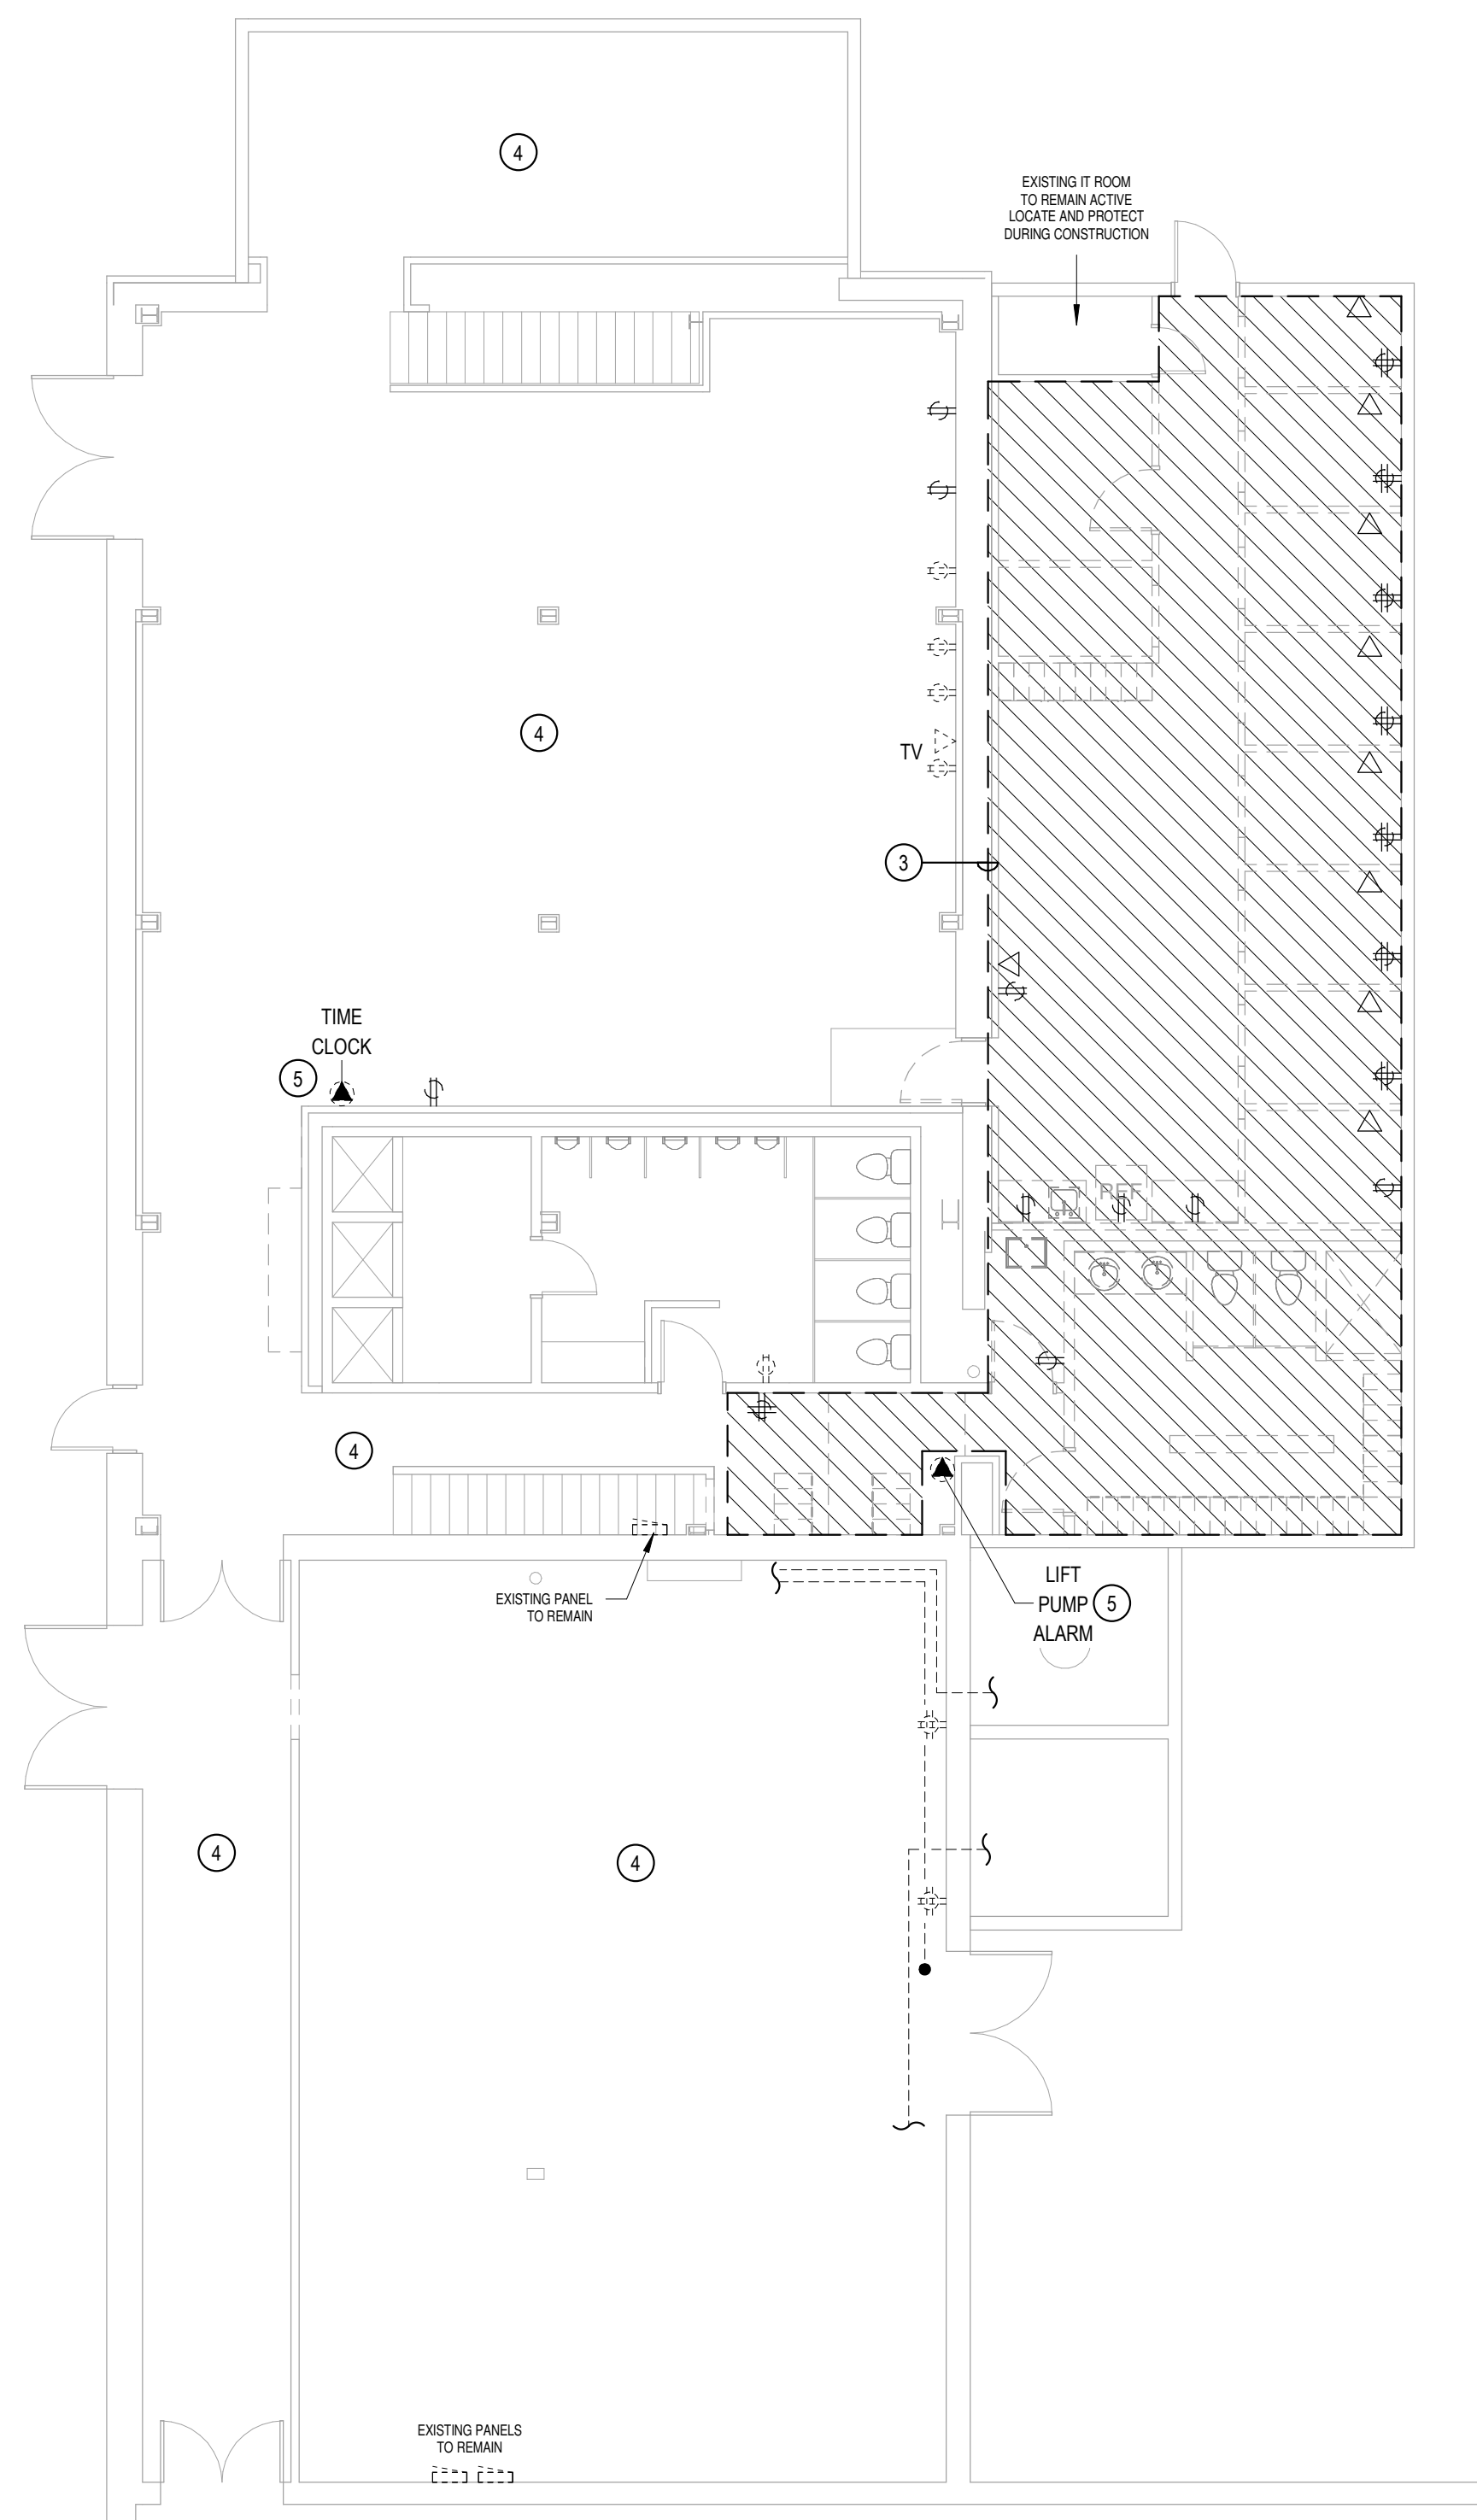 4
EXISTING IT ROOM
TO REMAIN ACTIVE
LOCATE AND PROTECT
DURING CONSTRUCTION
4
TV
3
TIME
CLOCK
5
REF
4
EXISTING PANEL
TO REMAIN
LIFT
PUMP
ALARM
5
4
4
EXISTING PANELS
TO REMAIN